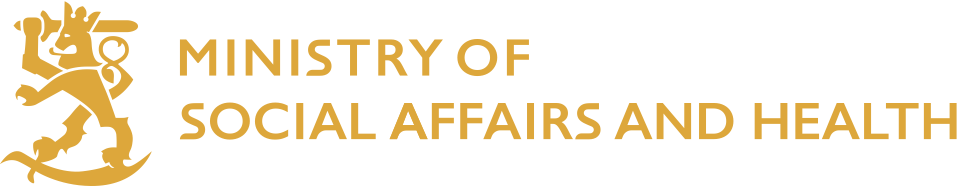 MINISTRY OF
SOCIAL AFFAIRS AND HEALTH